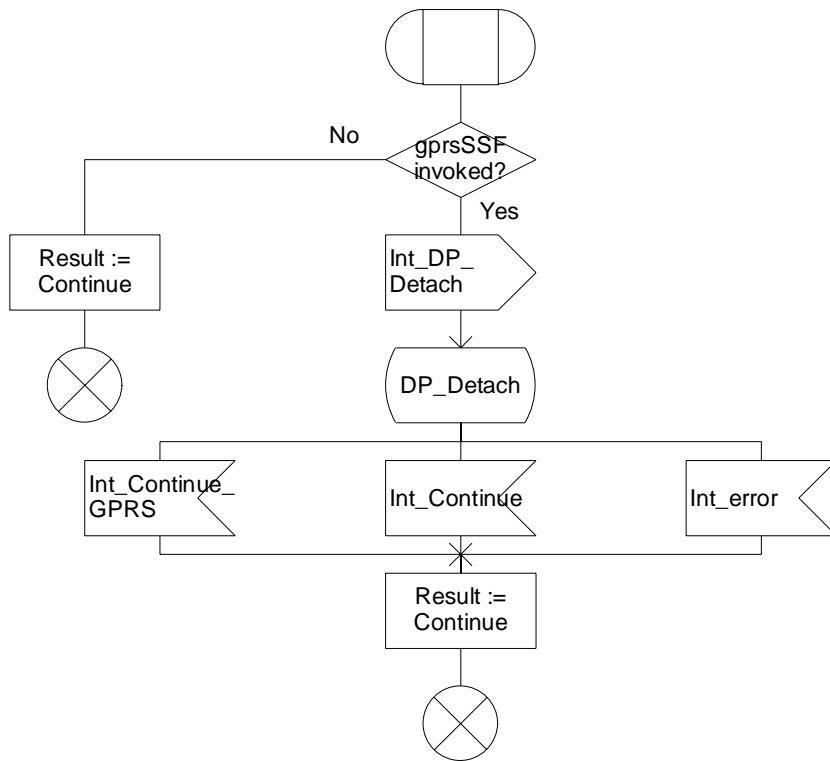 No
gprsSSF
invoked?
Yes
Result :=
Continue
Int_DP_
Detach
DP_Detach
Int_Continue_
GPRS
Int_Continue
Int_error
Result :=
Continue